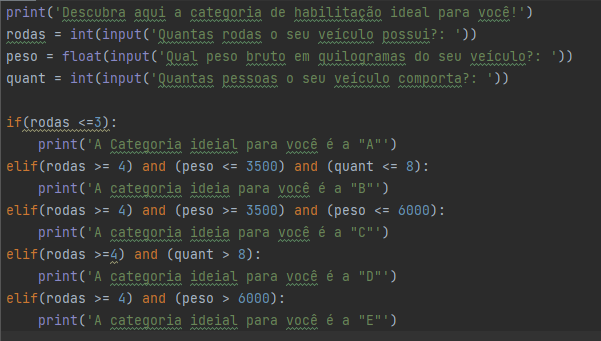 print('Descubra aqui a categoria de habilitação ideal para você!')
rodas = int(input('Quantas rodas o seu veículo possui?: '))
peso = float(input('Qual peso bruto em quilogramas do seu veículo?: '))
quant = int(input('Quantas pessoas o seu veículo comporta?: '))
if(rodas <=3):
print('A Categoria ideial para você é a "A"')
elif(rodas >= 4) and (peso <= 3500) and (quant <= 8):
print('A Categoria ideia para você é a "B"')
elif(rodas >= 4) and (peso >= 3500) and (peso <= 6000):
print('A categoria ideia para você é a "C"')
elif(rodas >=4) and (quant > 8):
print('A categoria ideial para você é a "D"')
elif(rodas >= 4) and (peso > 6000):
print('A categoria ideial para você é a "E"')